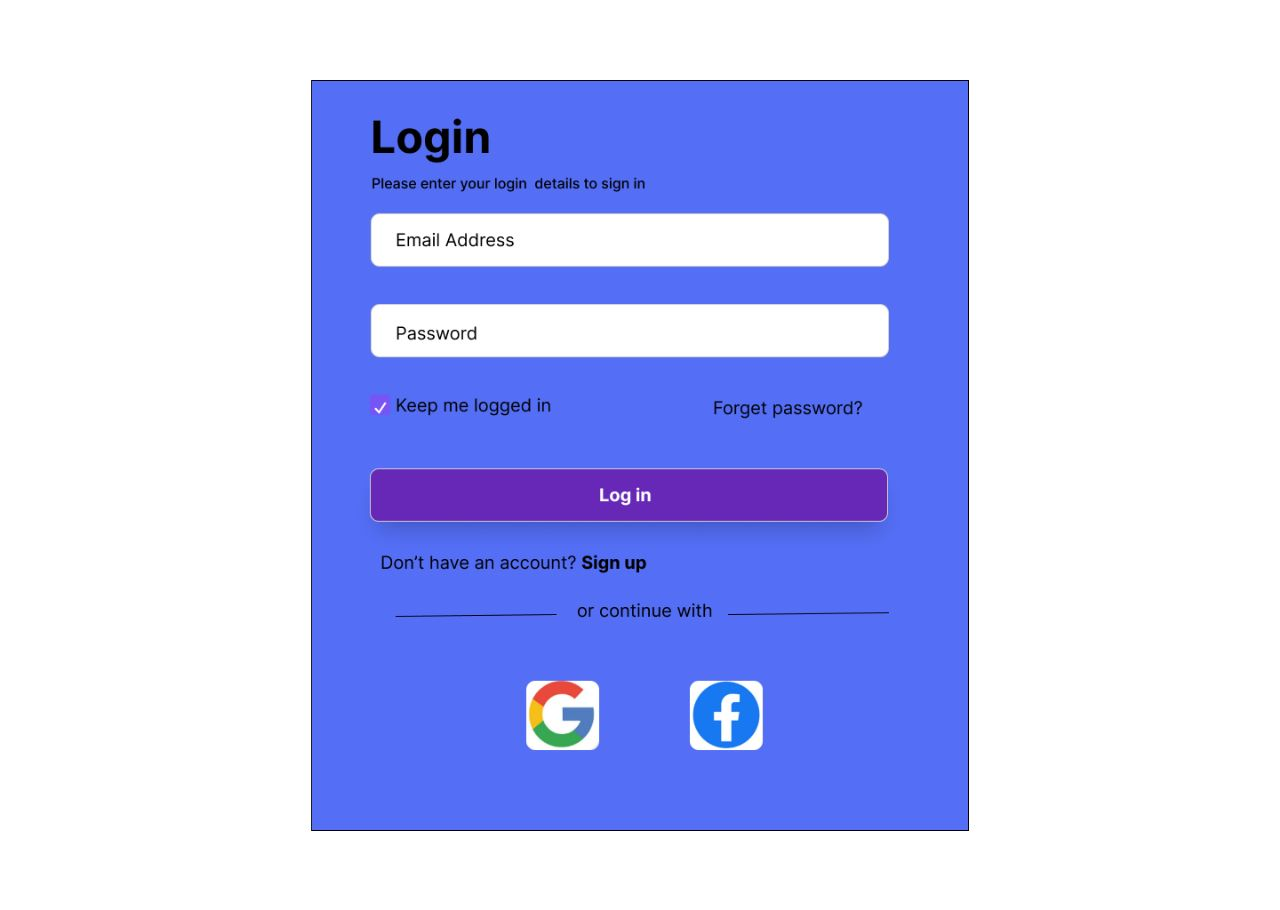 Login
Please enter your login  details to sign in
Email Address
Password
Keep me logged in
Forget password?
Log in
Don’t have an account? Sign up
or continue with